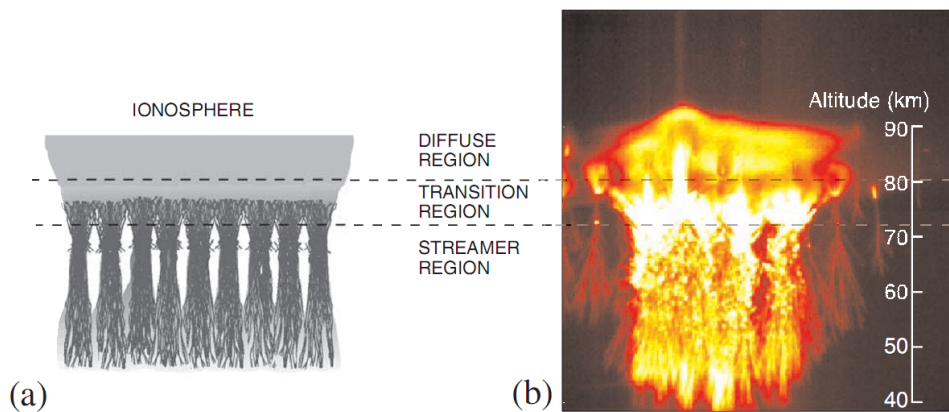 IONOSPHERE
DIFFUSE
REGION
TRANSITION
REGION
STREAMER
REGION
(a)
(b)
Altitude (km)
90
80
70
60
50
40